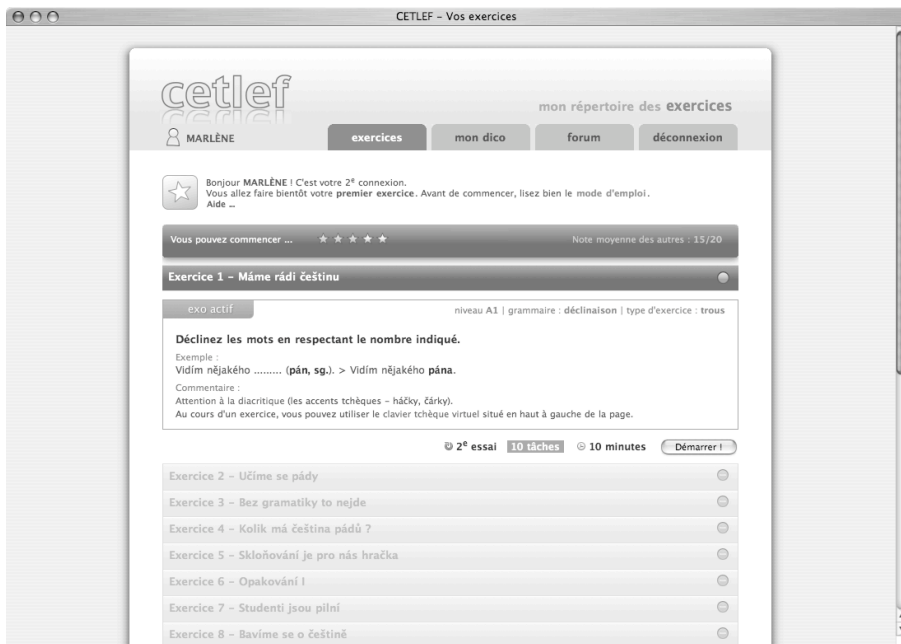 CETLEF – Vos exercices
cetlef
mon répertoire des exercices
MARLÈNE
exercices mon dico forum déconnexion
Bonjour MARLÈNE ! C'est votre 2e connexion.
Vous allez faire bientôt votre premier exercice. Avant de commencer, lisez bien le mode d'emploi.
Aide ...
Vous pouvez commencer ... Note moyenne des autres : 15/20
Exercice 1 – Máme rádi češtinu
exo actif niveau A1 | grammaire : déclinaison | type d'exercice : trous
Déclinez les mots en respectant le nombre indiqué.
Exemple :
Vidím nějakého ......... (pán, sg.). > Vidím nějakého pána.
Commentaire :
Attention à la diacritique (les accents tchèques – háčky, čárky).
Au cours d'un exercice, vous pouvez utiliser le clavier tchèque virtuel situé en haut à gauche de la page.
2e essai 10 tâches 10 minutes Démarrer !
Exercice 2 – Učíme se pády
Exercice 3 – Bez gramatiky to nejde
Exercice 4 – Kolik má čeština pádů ?
Exercice 5 – Skloňování je pro nás hračka
Exercice 6 – Opakování I
Exercice 7 – Studenti jsou pilní
Exercice 8 – Bavíme se o češtině